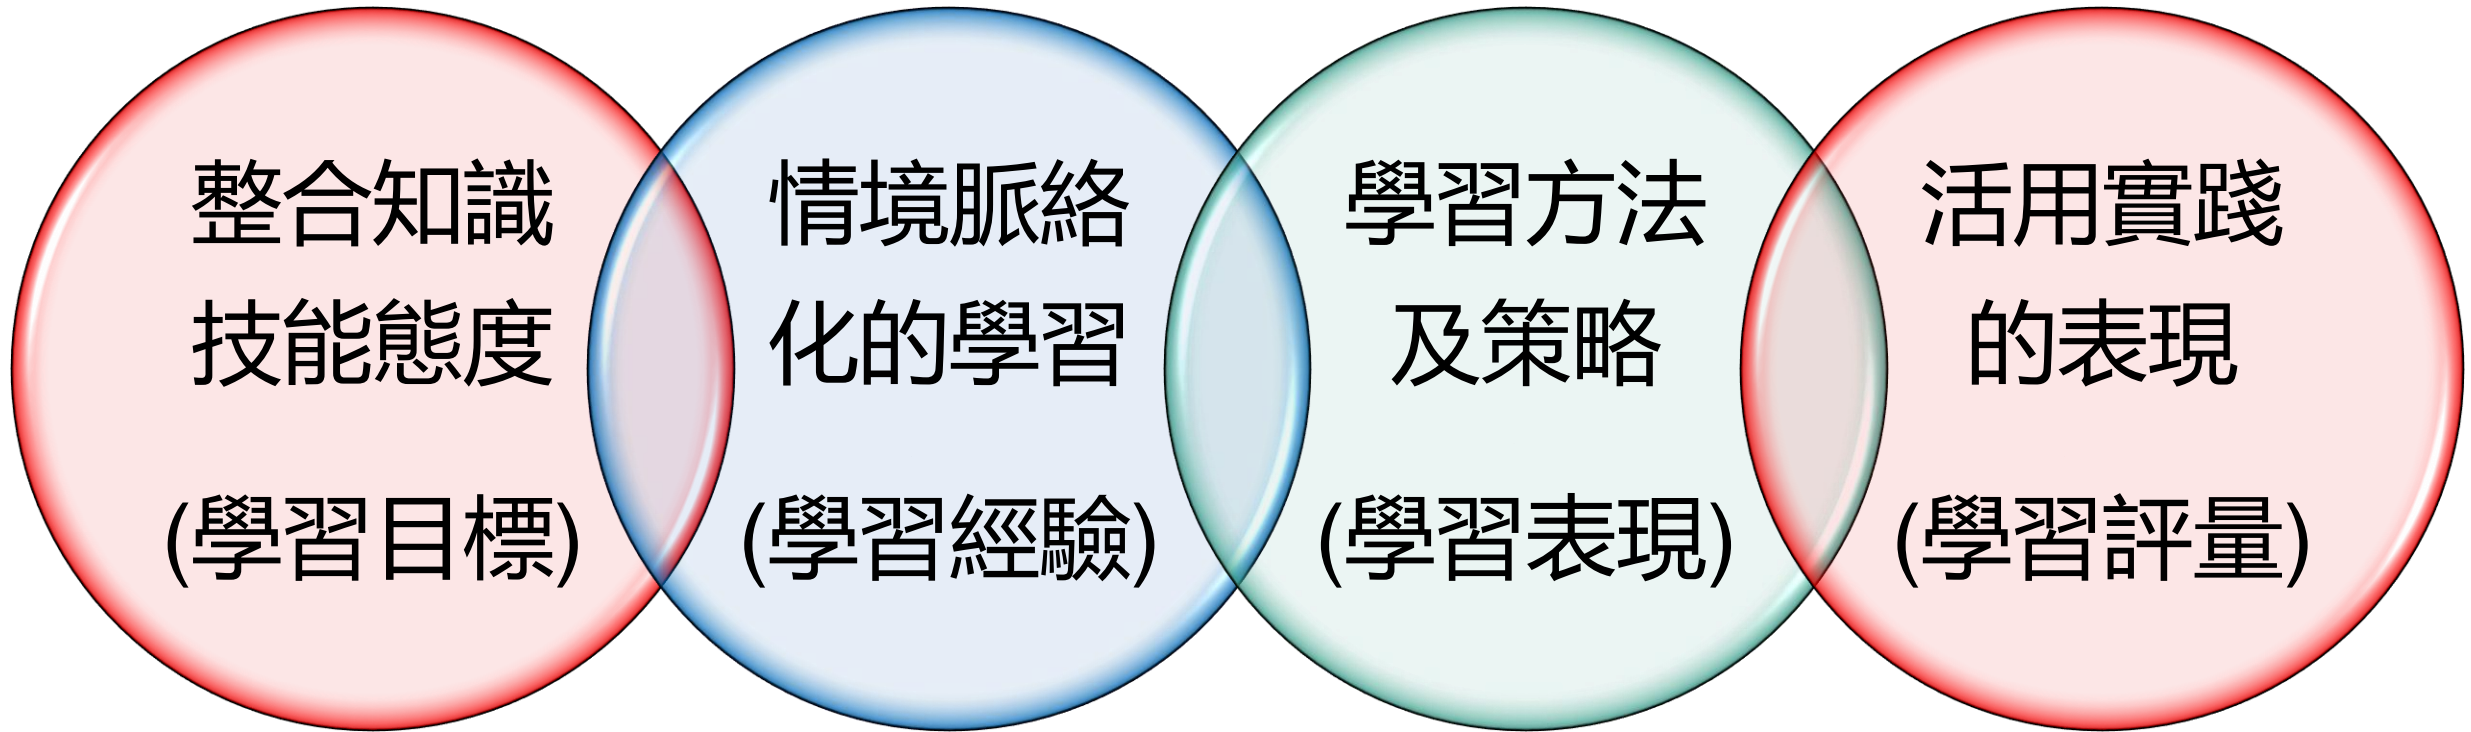 整合知識
技能態度
(學習目標)
情境脈絡
化的學習
(學習經驗)
學習方法
及策略
(學習表現)
活用實踐
的表現
(學習評量)